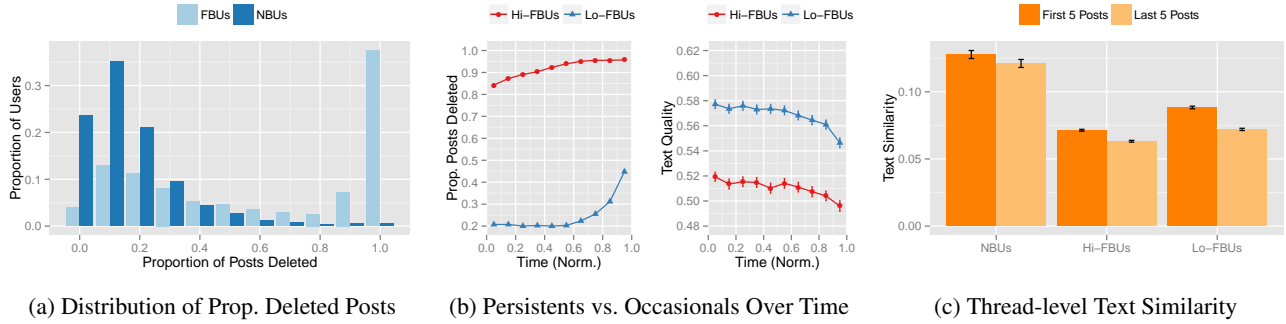 FBUs NBUs
Proportion of Users
0.3
0.2
0.1
0.0
0.0 0.2 0.4 0.6 0.8 1.0
Proportion of Posts Deleted
(a) Distribution of Prop. Deleted Posts
Hi-FBUs Lo-FBUs
Prop. Posts Deleted
1.0
0.9
0.8
0.7
0.6
0.5
0.4
0.3
0.2
0.0 0.2 0.4 0.6 0.8 1.0
Time (Norm.)
Hi-FBUs Lo-FBUs
Text Quality
0.62
0.60
0.58
0.56
0.54
0.52
0.50
0.48
0.0 0.2 0.4 0.6 0.8 1.0
Time (Norm.)
(b) Persistents vs. Occasionals Over Time
First 5 Posts Last 5 Posts
Text Similarity
0.10
0.05
0.00
NBUs Hi-FBUs Lo-FBUs
(c) Thread-level Text Similarity